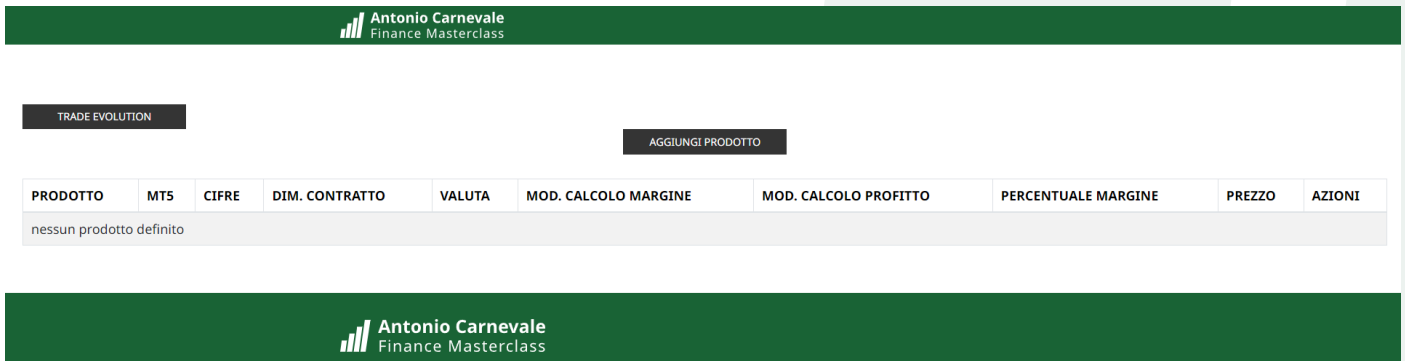 Antonio Carnevale
Finance Masterclass
TRADE EVOLUTION
AGGIUNGI PRODOTTO
PRODOTTO MT5 CIFRE DIM. CONTRATTO VALUTA MOD. CALCOLO MARGINE MOD. CALCOLO PROFITTO PERCENTUALE MARGINE PREZZO AZIONI
nessun prodotto definito
Antonio Carnevale
Finance Masterclass